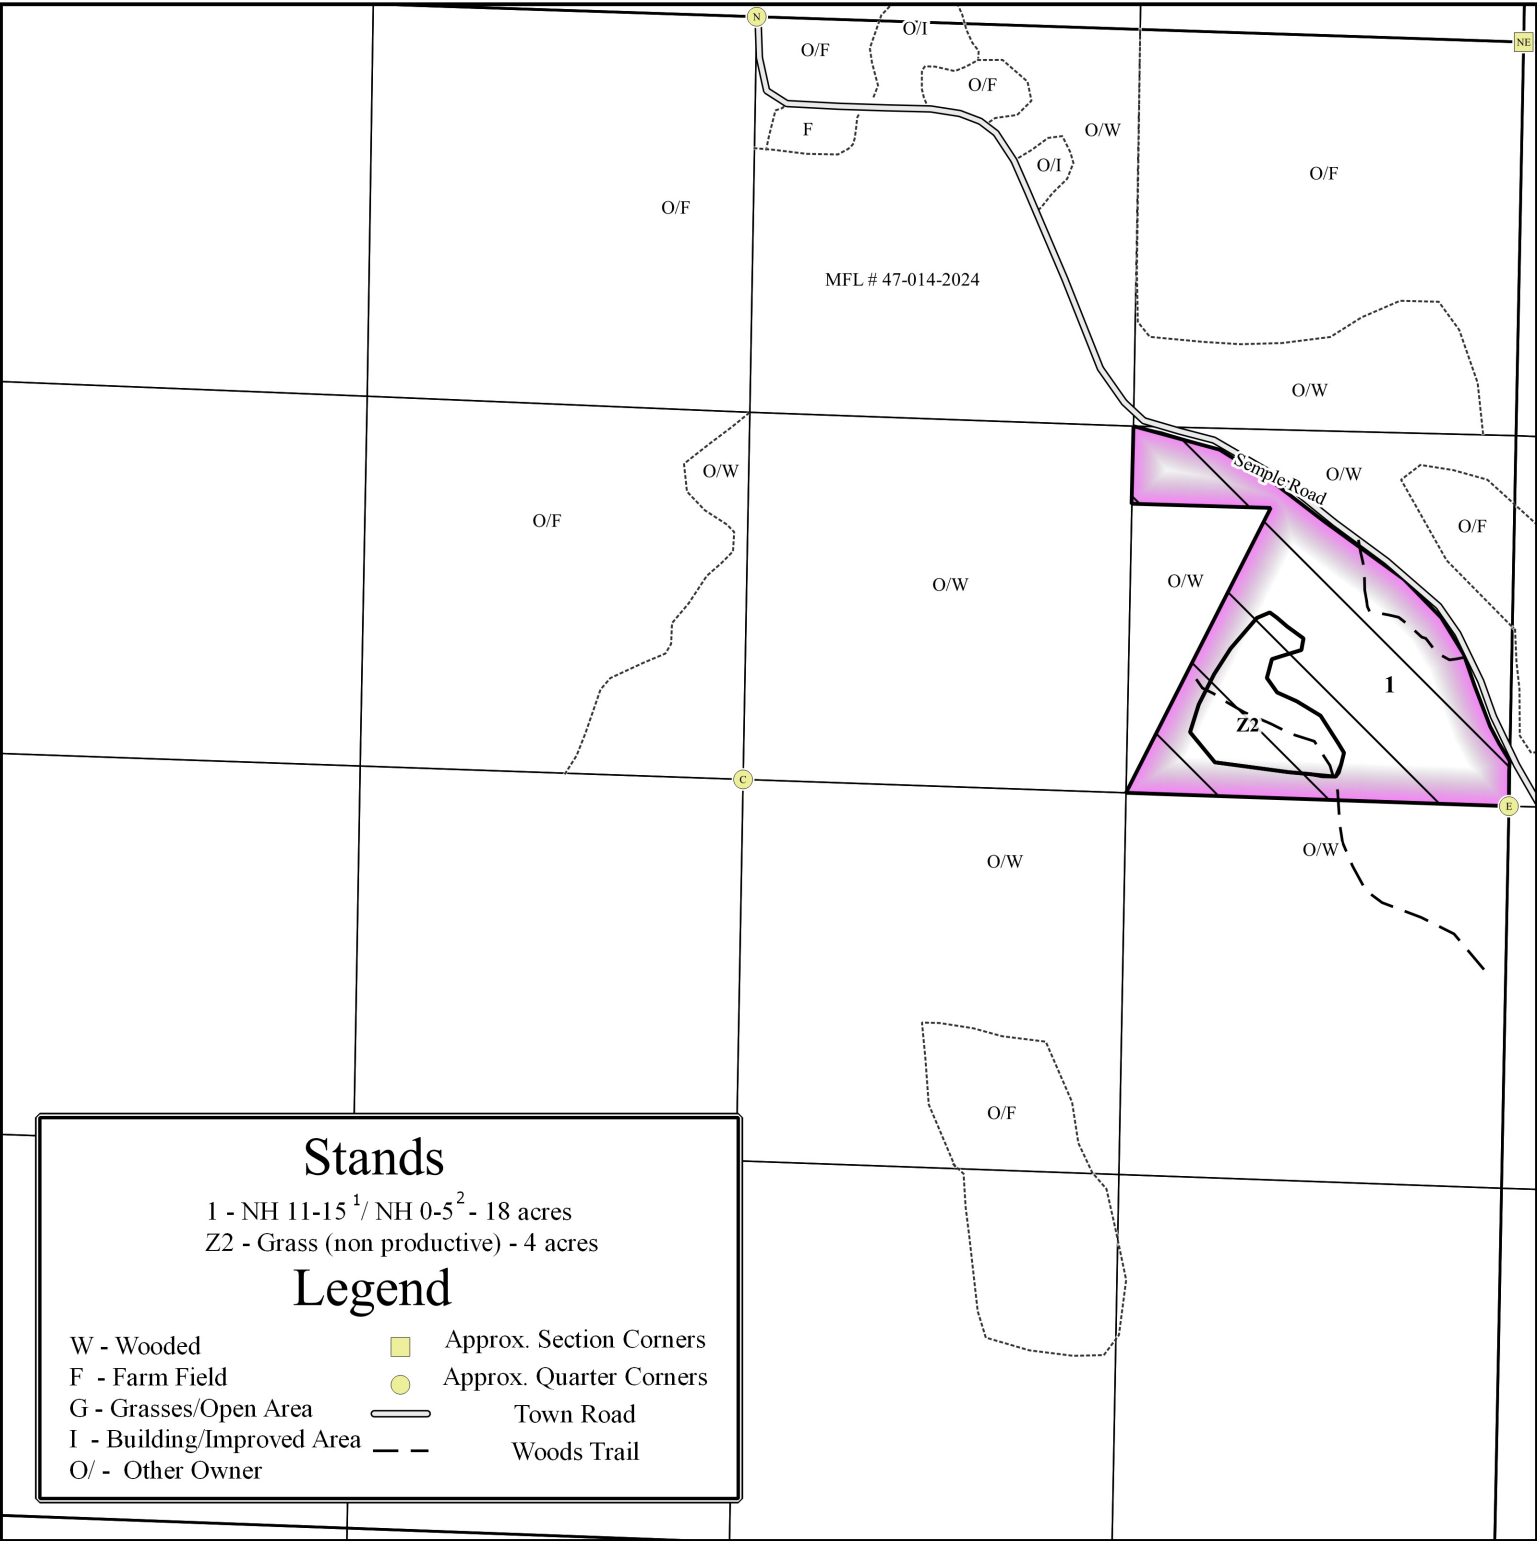 N
O/I
NE
O/F
O/F
F
O/W
O/I
O/F
O/F
MFL # 47-014-2024
O/W
Semple Road
O/W
O/W
O/F
O/F
O/W
O/W
1
Z2
C
E
O/W
O/W
O/F
Stands
1 - NH 11-15 ¹/ NH 0-5² - 18 acres
Z2 - Grass (non productive) - 4 acres
Legend
W - Wooded
F - Farm Field
G - Grasses/Open Area
I - Building/Improved Area
O/ - Other Owner
Approx. Section Corners
Approx. Quarter Corners
Town Road
Woods Trail